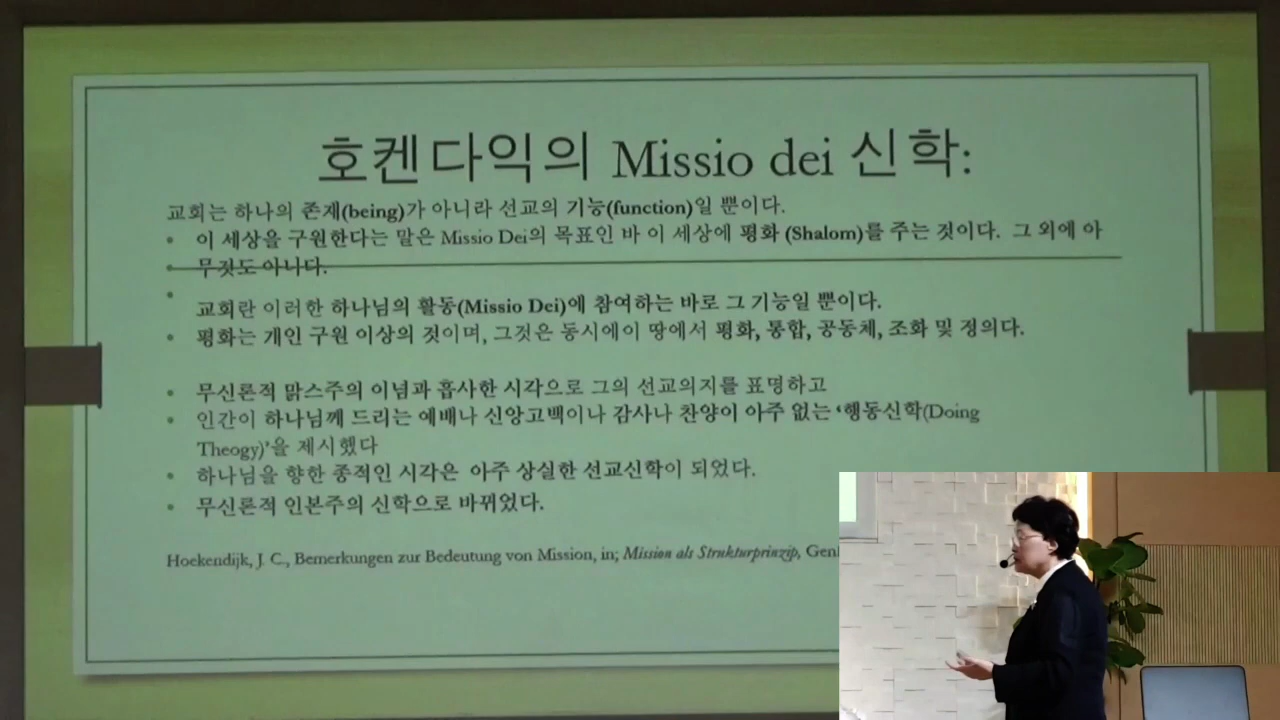 호켄다익의 Missio dei 신학:
교회는 하나의 존재(being)가 아니라 선교의 기능(function)일 뿐이다.
• 이 세상을 구원한다는 말은 Missio Dei의 목표인 바 이 세상에 평화 (Shalom)를 주는 것이다. 그 외에 아
• 무것도 아니다.
•
교회란 이러한 하나님의 활동(Missio Dei)에 참여하는 바로 그 기능일 뿐이다.
• 평화는 개인 구원 이상의 것이며, 그것은 동시에이 땅에서 평화, 통합, 공동체, 조화 및 정의다.
• 무신론적 맑스주의 이념과 흡사한 시각으로 그의 선교의지를 표명하고
• 인간이 하나님께 드리는 예배나 신앙고백이나 감사나 찬양이 아주 없는 ‘행동신학(Doing
Theogy)’을 제시했다
• 하나님을 향한 종적인 시각은 아주 상실한 선교신학이 되었다.
• 무신론적 인본주의 신학으로 바뀌었다.
Hoekendijk, J. C., Bemerkungen zur Bedeutung von Mission, in; Mission als Strukturprinzip,